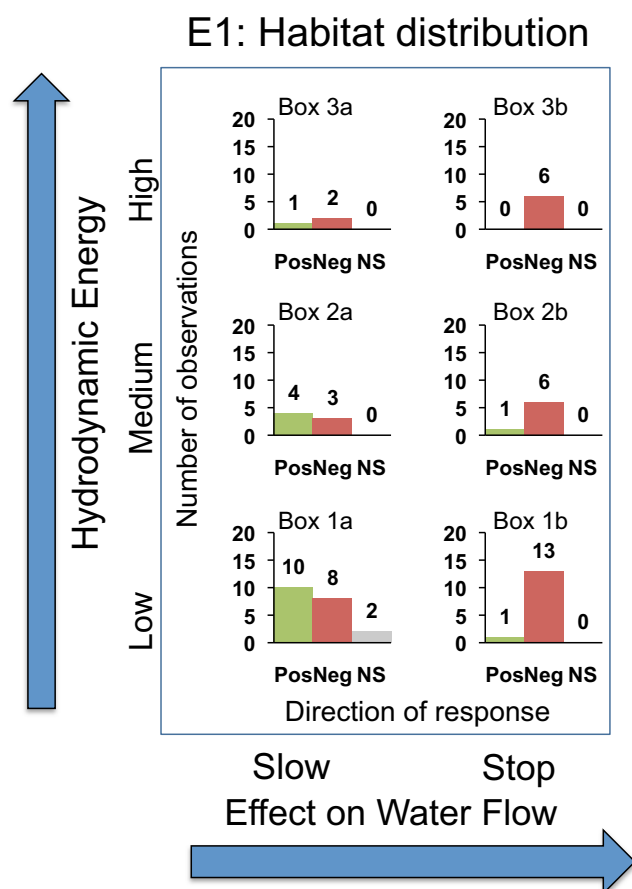 E1: Habitat distribution
Hydrodynamic Energy
High
Medium
Low
Number of observations
Box 3a
20
15
10
5
0
1 2 0
PosNeg NS
Box 3b
20
15
10
5
0
0 6 0
PosNeg NS
Box 2a
20
15
10
5
0
4 3 0
PosNeg NS
Box 2b
20
15
10
5
0
1 6 0
PosNeg NS
Box 1a
20
15
10
5
0
10 8 2
PosNeg NS
Box 1b
20
15
10
5
0
1 13 0
PosNeg NS
Direction of response
Slow Stop
Effect on Water Flow